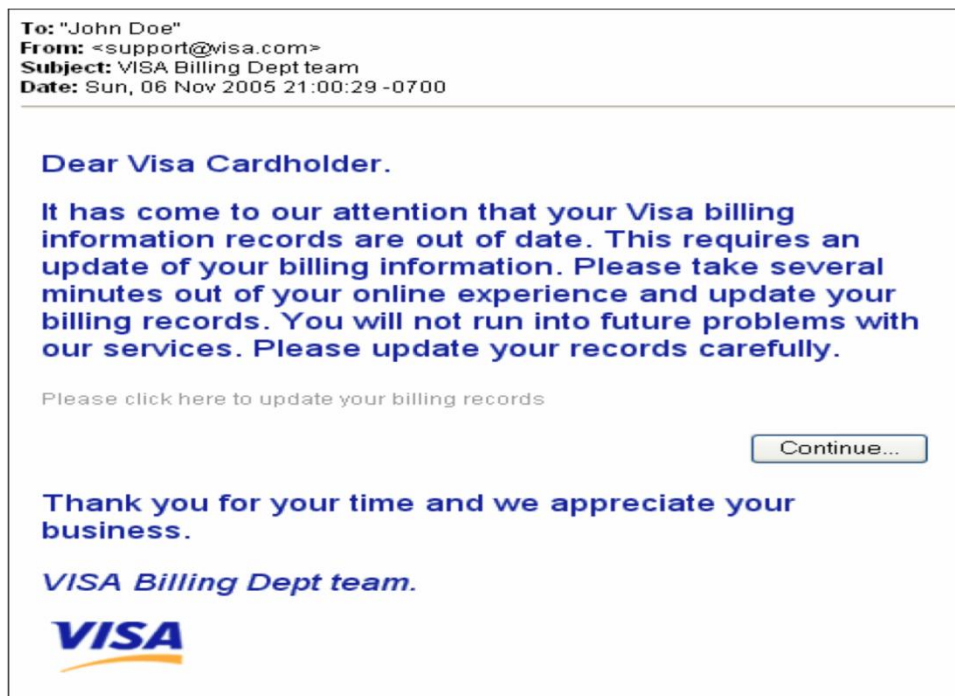 To: "John Doe"
From: <support@visa.com>
Subject: VISA Billing Dept team
Date: Sun, 06 Nov 2005 21:00:29 -0700
Dear Visa Cardholder.
It has come to our attention that your Visa billing
information records are out of date. This requires an
update of your billing information. Please take several
minutes out of your online experience and update your
billing records. You will not run into future problems with
our services. Please update your records carefully.
Please click here to update your billing records
Continue...
Thank you for your time and we appreciate your
business.
VISA Billing Dept team.
VISA